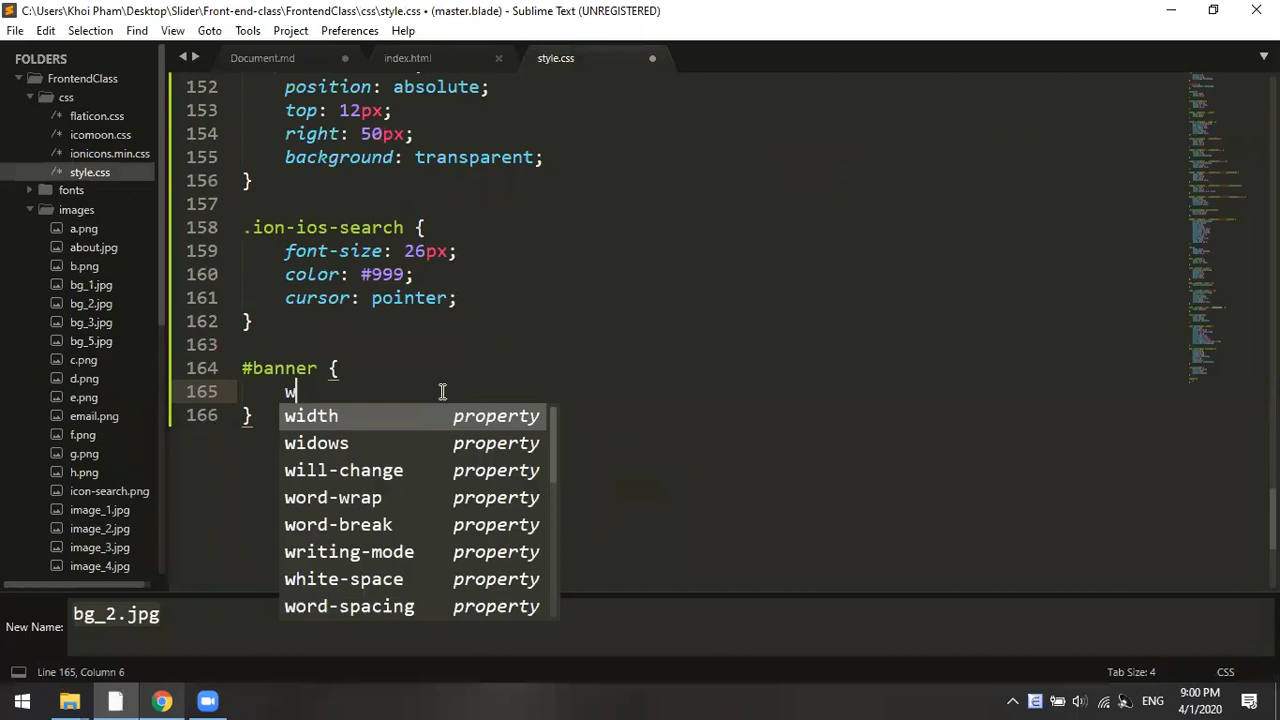 C:\Users\Khoi Pham\Desktop\Slider\Front-end-class\FrontendClass\css\style.css • (master.blade) - Sublime Text (UNREGISTERED)
File Edit Selection Find View Goto Tools Project Preferences Help
FOLDERS
FrontendClass
css
/* flaticon.css
/* icomoon.css
/* ionicons.min.css
/* style.css
fonts
images
a.png
about.jpg
b.png
bg_1.jpg
bg_2.jpg
bg_3.jpg
bg_5.jpg
c.png
d.png
e.png
email.png
f.png
g.png
h.png
icon-search.png
image_1.jpg
image_2.jpg
image_3.jpg
image_4.jpg
Document.md index.html style.css
152 position: absolute;
153 top: 12px;
154 right: 50px;
155 background: transparent;
156 }
157
158 .ion-ios-search {
159 font-size: 26px;
160 color: #999;
161 cursor: pointer;
162 }
163
164 #banner {
165 w
166 }
width property
widows property
will-change property
word-wrap property
word-break property
writing-mode property
white-space property
word-spacing property
New Name: bg_2.jpg
Line 165, Column 6 Tab Size: 4 CSS
ENG
9:00 PM
4/1/2020